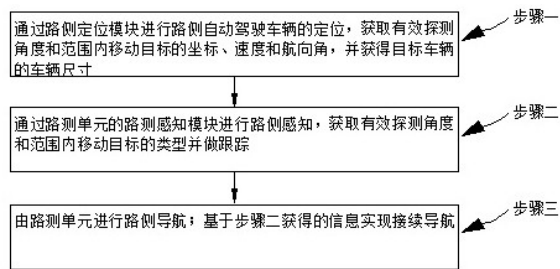 通过路侧定位模块进行路侧自动驾驶车辆的定位，获取有效探测
角度和范围内移动目标的坐标、速度和航向角，并获得目标车辆
的车辆尺寸
步骤一
通过路测单元的路测感知模块进行路侧感知，获取有效探测角度
和范围内移动目标的类型并做跟踪
步骤二
由路测单元进行路侧导航；基于步骤二获得的信息实现接续导航
步骤三